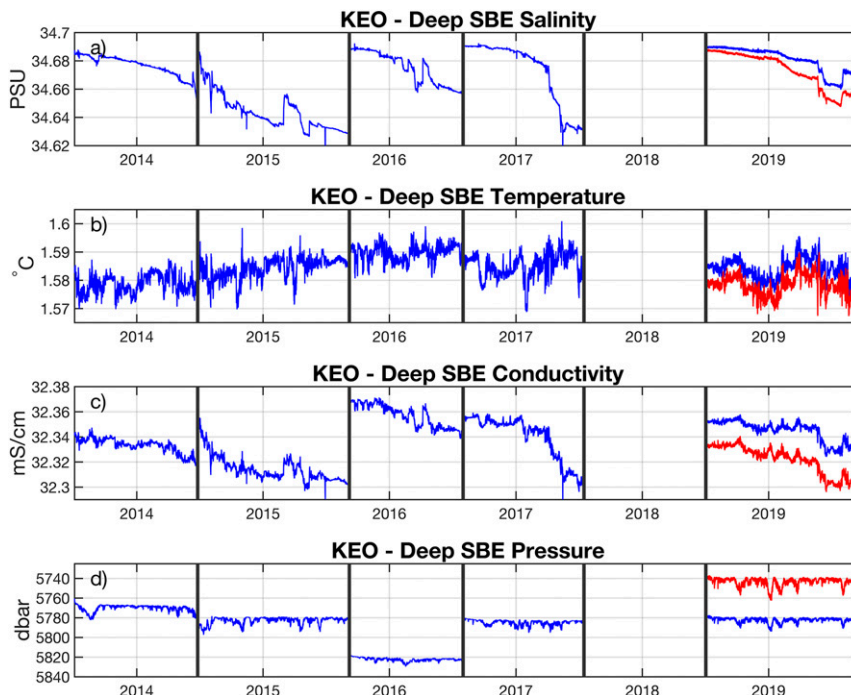 KEO - Deep SBE Salinity
a)
PSU
34.7
34.68
34.66
34.64
34.62
2014 2015 2016 2017 2018 2019
KEO - Deep SBE Temperature
b)
°C
1.6
1.59
1.58
1.57
2014 2015 2016 2017 2018 2019
KEO - Deep SBE Conductivity
c)
mS/cm
32.38
32.36
32.34
32.32
32.3
2014 2015 2016 2017 2018 2019
KEO - Deep SBE Pressure
d)
dbar
5740
5760
5780
5800
5820
5840
2014 2015 2016 2017 2018 2019